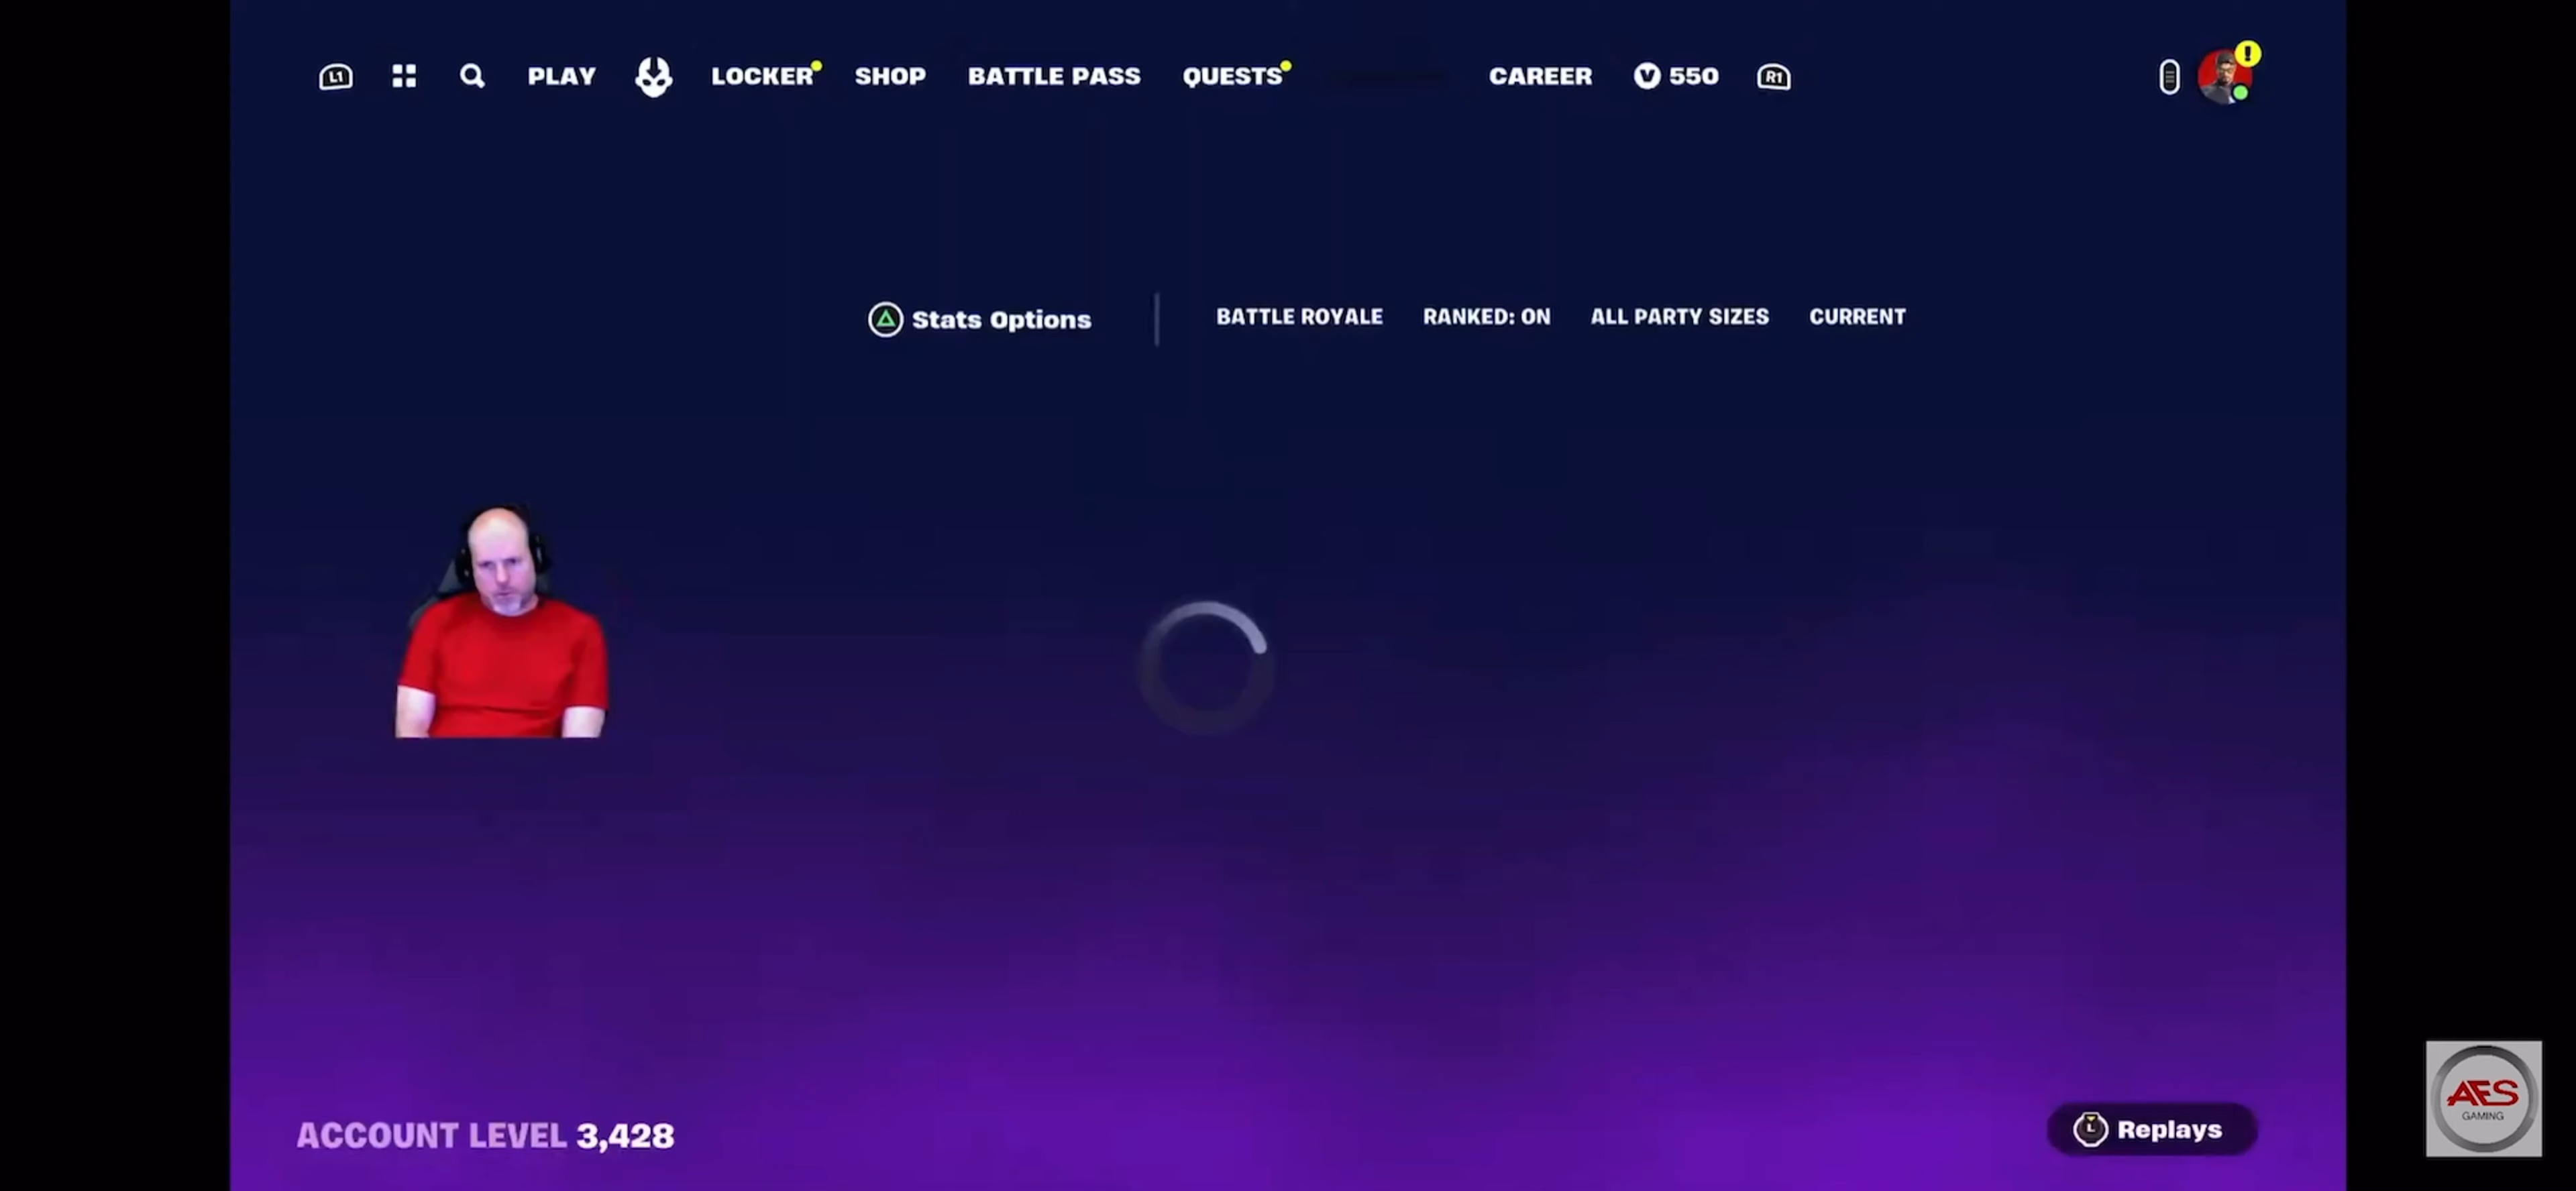 L1 PLAY LOCKER SHOP BATTLE PASS QUESTS CAREER V 550 R1 !
Stats Options BATTLE ROYALE RANKED: ON ALL PARTY SIZES CURRENT
ACCOUNT LEVEL 3,428
L Replays
AES
GAMING